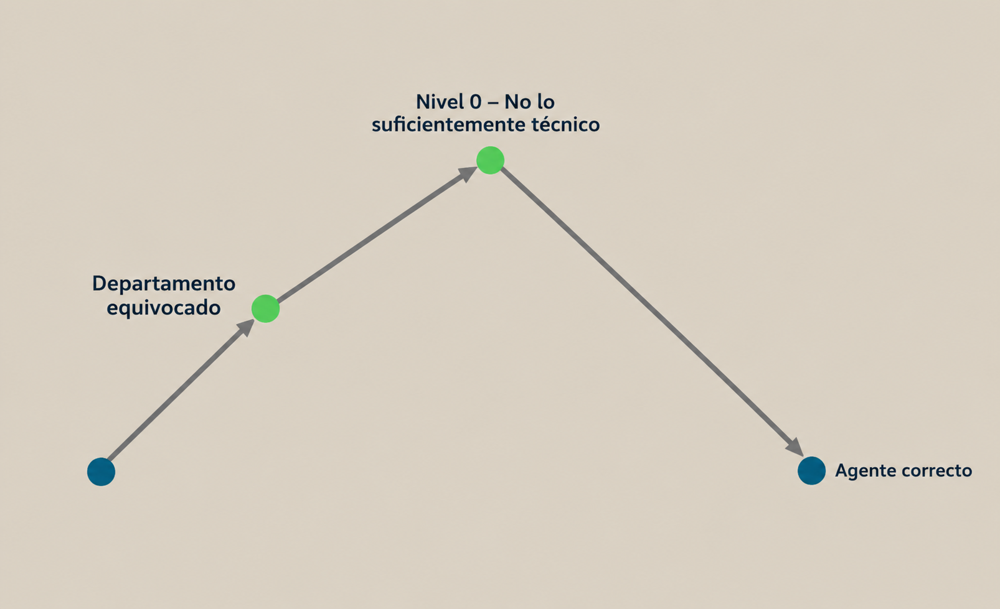 Nivel 0 – No lo
suficientemente técnico
Departamento
equivocado
Agente correcto